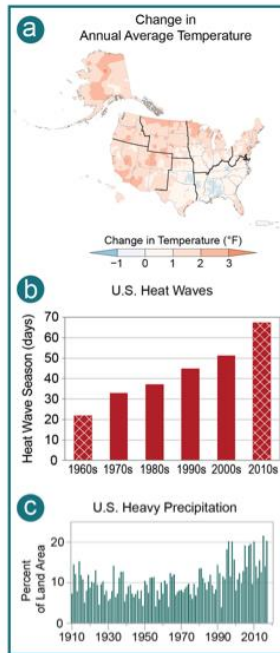 a
Change in
Annual Average Temperature
Change in Temperature (°F)
−1 0 1 2 3
b
U.S. Heat Waves
Heat Wave Season (days)
70
60
50
40
30
20
10
0
1960s 1970s 1980s 1990s 2000s 2010s
c
U.S. Heavy Precipitation
Percent
of Land Area
20
10
0
1910 1930 1950 1970 1990 2010